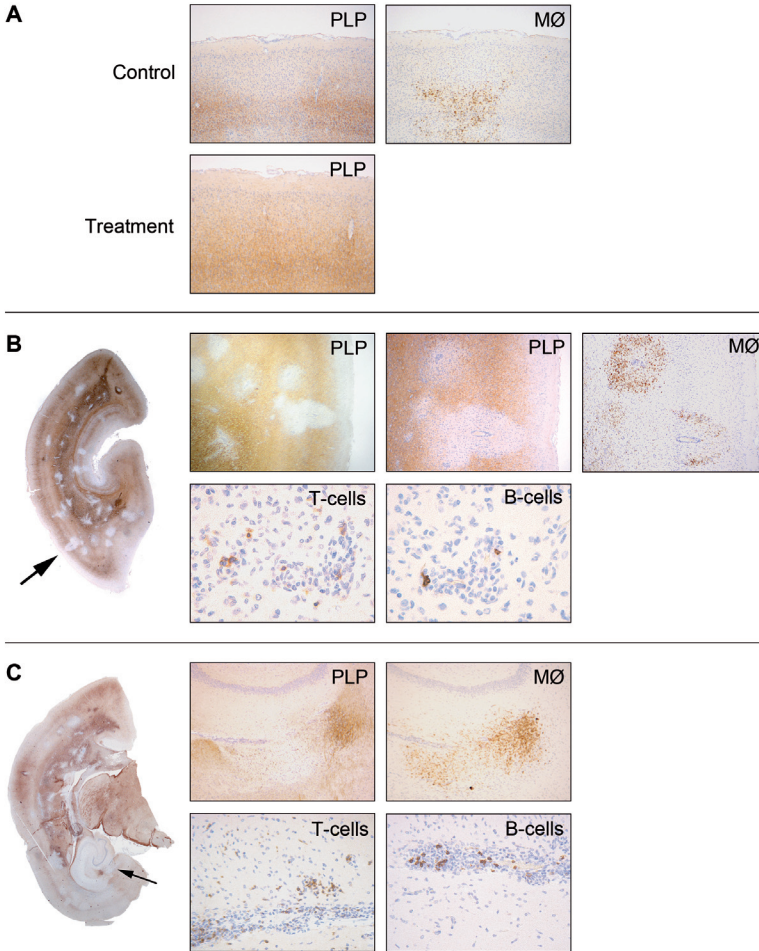 A
PLP
MØ
Control
PLP
Treatment
B
PLP
PLP
MØ
T-cells
B-cells
C
PLP
MØ
T-cells
B-cells